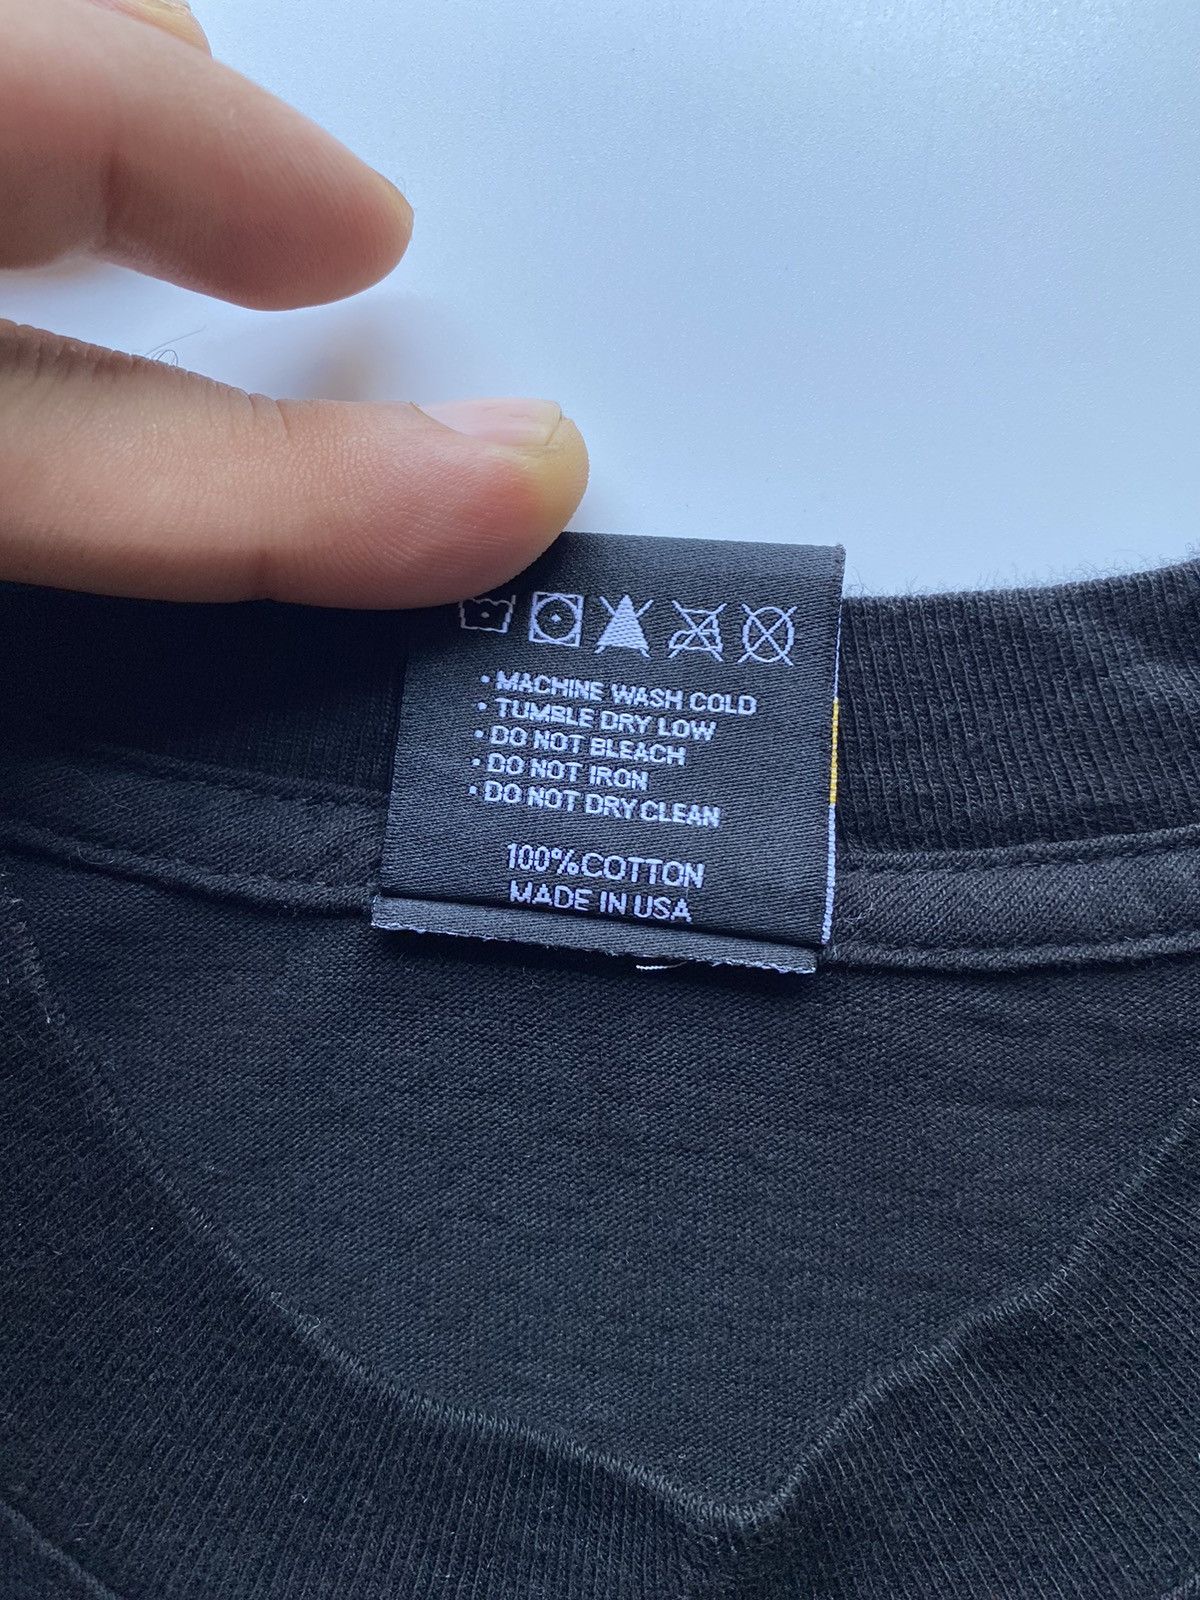 • MACHINE WASH COLD
• TUMBLE DRY LOW
• DO NOT BLEACH
• DO NOT IRON
• DO NOT DRY CLEAN
100% COTTON
MADE IN USA